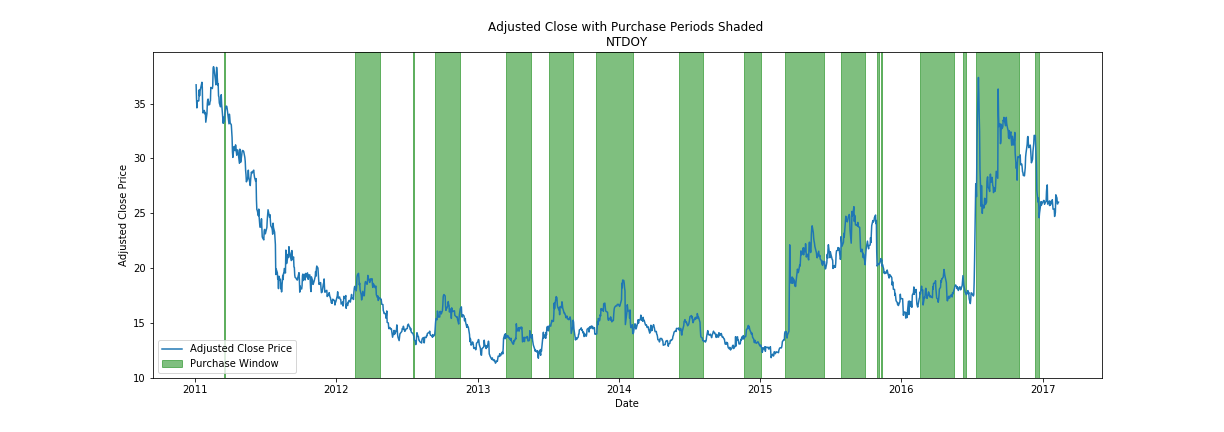 Adjusted Close with Purchase Periods Shaded
NTDOY
Adjusted Close Price
35
30
25
20
15
10
Adjusted Close Price
Purchase Window
2011
2012
2013
2014
2015
2016
2017
Date